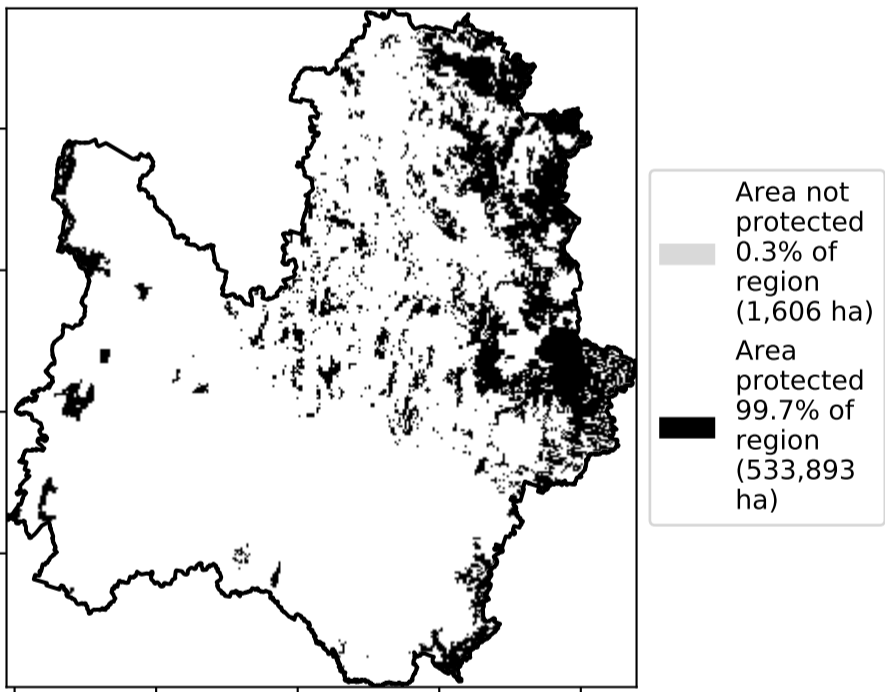 Area not
protected
0.3% of
region
(1,606 ha)
Area
protected
99.7% of
region
(533,893
ha)